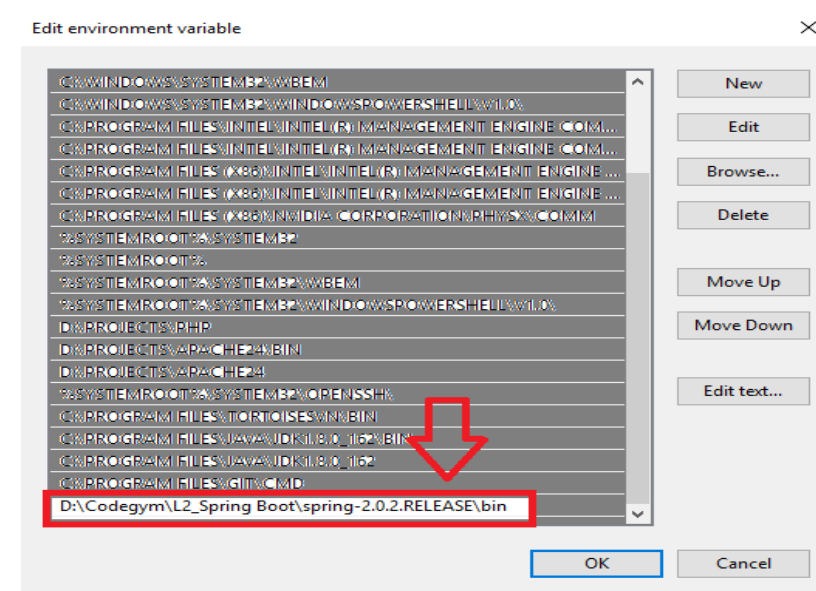 Edit environment variable
C:\WINDOWS\SYSTEM32\WBEM
New
C:\WINDOWS\SYSTEM32\WINDOWSPOWERSHELL\V1.0\
C:\PROGRAM FILES\INTEL\INTEL(R) MANAGEMENT ENGINE COM...
Edit
C:\PROGRAM FILES\INTEL\INTEL(R) MANAGEMENT ENGINE COM...
C:\PROGRAM FILES (X86)\INTEL\INTEL(R) MANAGEMENT ENGINE ...
Browse...
C:\PROGRAM FILES (X86)\INTEL\INTEL(R) MANAGEMENT ENGINE ...
C:\PROGRAM FILES (X86)\NVIDIA CORPORATION\PHYSX\COMM
Delete
%SYSTEMROOT%\SYSTEM32
%SYSTEMROOT%
%SYSTEMROOT%\SYSTEM32\WBEM
Move Up
%SYSTEMROOT%\SYSTEM32\WINDOWSPOWERSHELL\V1.0\
D:\PROJECTS\PHP
Move Down
D:\PROJECTS\APACHE24\BIN
D:\PROJECTS\APACHE24
%SYSTEMROOT%\SYSTEM32\OPENSSH\
Edit text...
C:\PROGRAM FILES\TORTOISESVN\BIN
C:\PROGRAM FILES\JAVA\JDK1.8.0_162\BIN
C:\PROGRAM FILES\JAVA\JDK1.8.0_162
C:\PROGRAM FILES\GIT\CMD
D:\Codegym\L2_Spring Boot\spring-2.0.2.RELEASE\bin
OK
Cancel